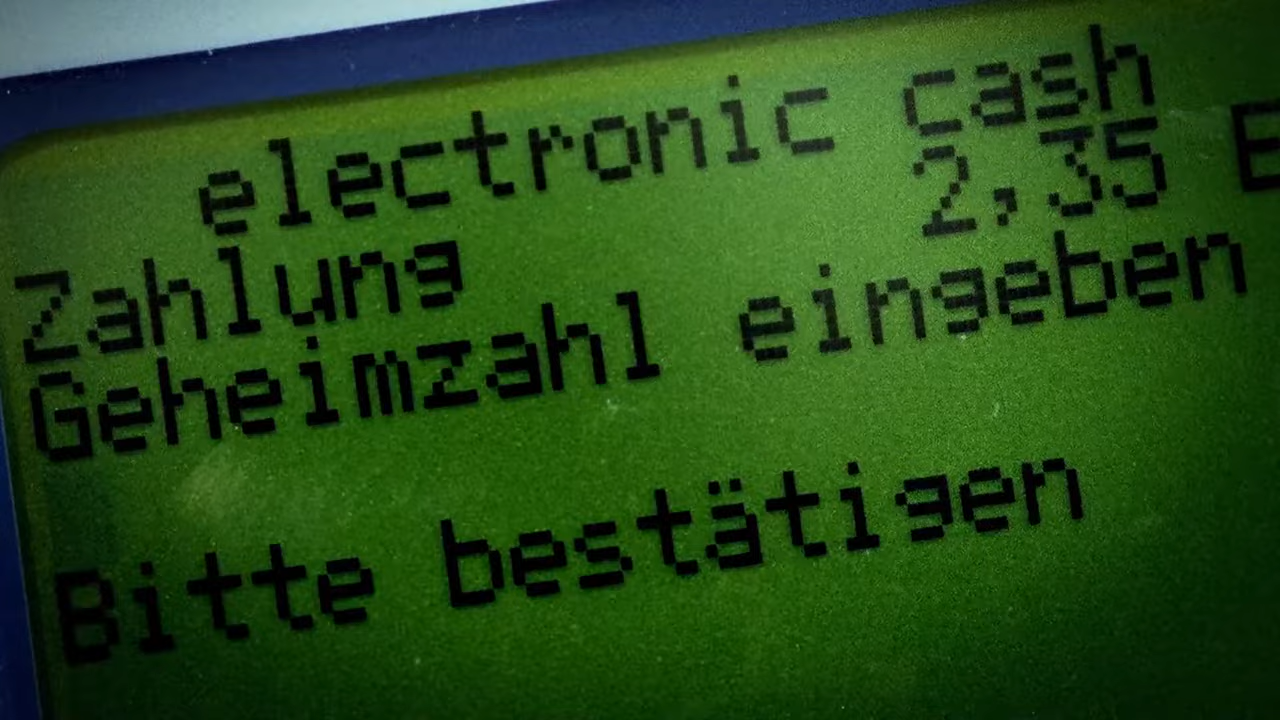 electronic cash
Zahlung 2,35 E
Geheimzahl eingeben
Bitte bestätigen